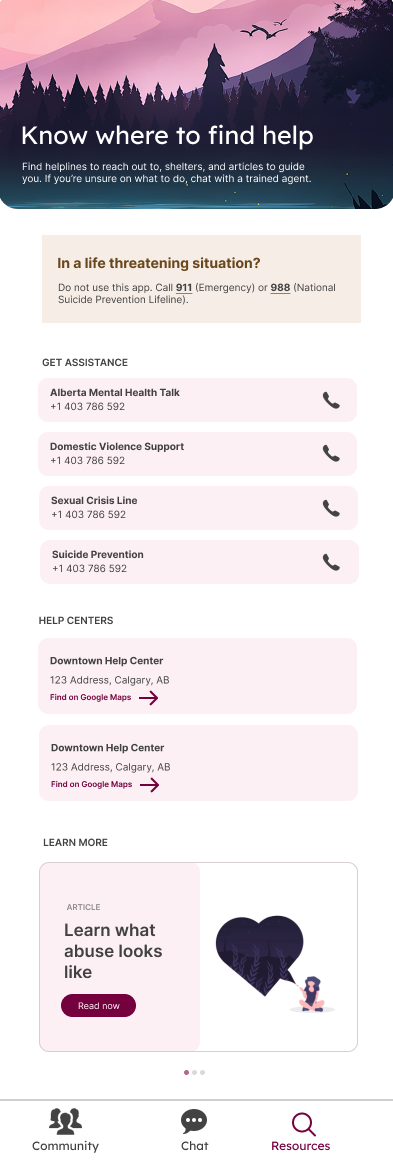 Know where to find help
Find helplines to reach out to, shelters, and articles to guide
you. If you're unsure on what to do, chat with a trained agent.
In a life threatening situation?
Do not use this app. Call 911 (Emergency) or 988 (National
Suicide Prevention Lifeline).
GET ASSISTANCE
Alberta Mental Health Talk
+1 403 786 592
Domestic Violence Support
+1 403 786 592
Sexual Crisis Line
+1 403 786 592
Suicide Prevention
+1 403 786 592
HELP CENTERS
Downtown Help Center
123 Address, Calgary, AB
Find on Google Maps
Downtown Help Center
123 Address, Calgary, AB
Find on Google Maps
LEARN MORE
ARTICLE
Learn what
abuse looks
like
Read now
Community
Chat
Resources